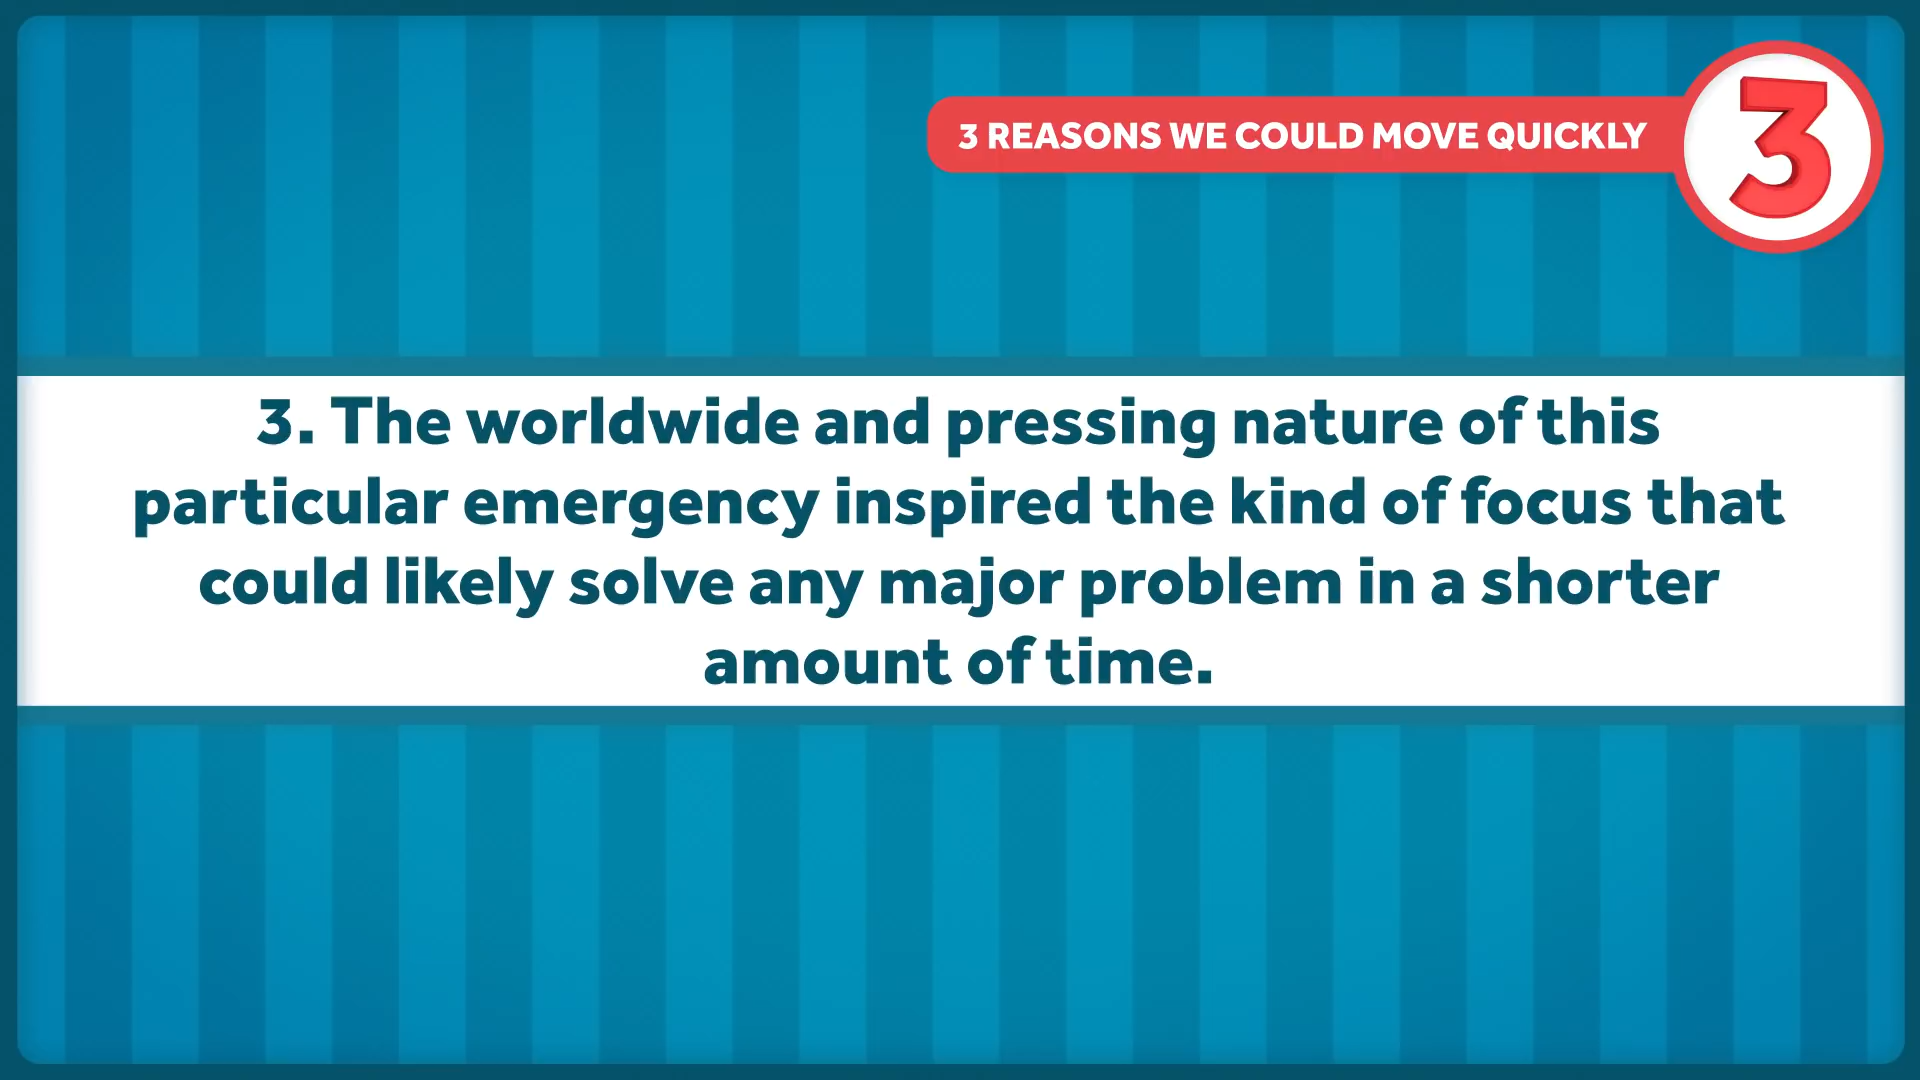 3 REASONS WE COULD MOVE QUICKLY
3
3. The worldwide and pressing nature of this
particular emergency inspired the kind of focus that
could likely solve any major problem in a shorter
amount of time.